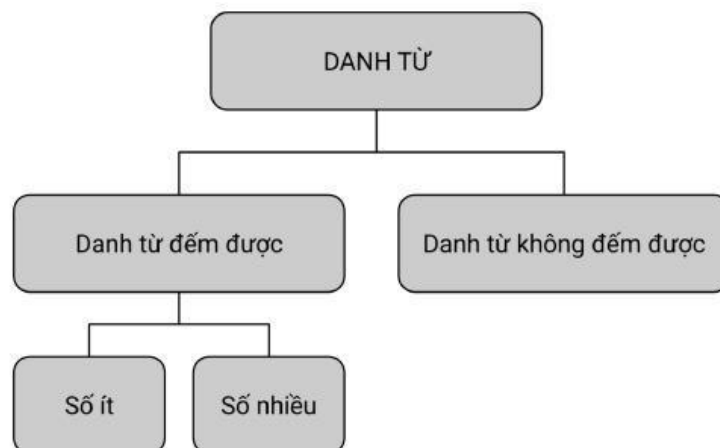 DANH TỪ
Danh từ đếm được
Danh từ không đếm được
Số ít
Số nhiều